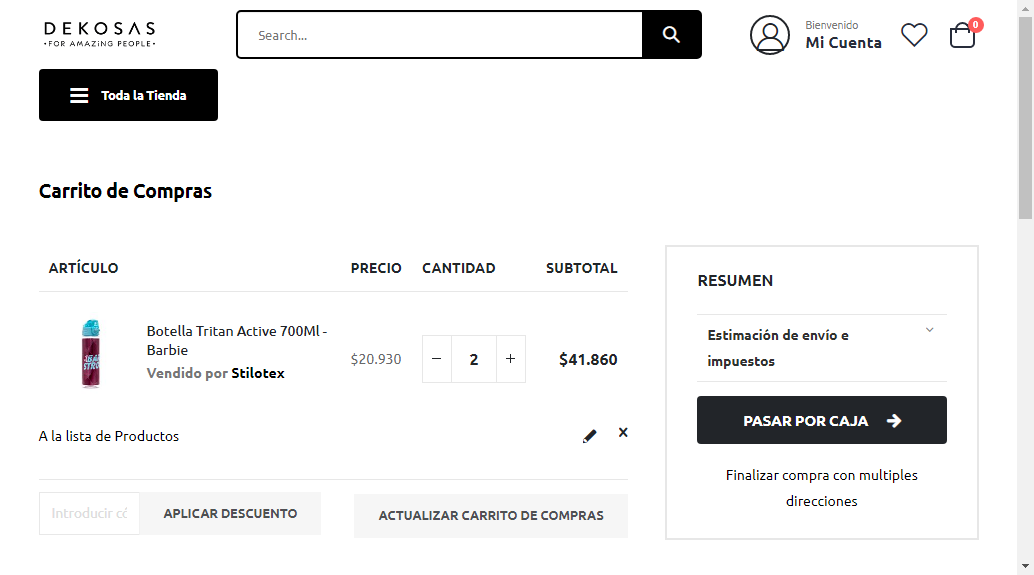 DEKOSAS
•FOR AMAZING PEOPLE•
Search...
Bienvenido
Mi Cuenta
0
Toda la Tienda
Carrito de Compras
ARTÍCULO PRECIO CANTIDAD SUBTOTAL
Botella Tritan Active 700Ml -
Barbie
Vendido por Stilotex
$20.930 − 2 + $41.860
A la lista de Productos
Introducir có
APLICAR DESCUENTO
ACTUALIZAR CARRITO DE COMPRAS
RESUMEN
Estimación de envío e
impuestos
PASAR POR CAJA
Finalizar compra con multiples
direcciones